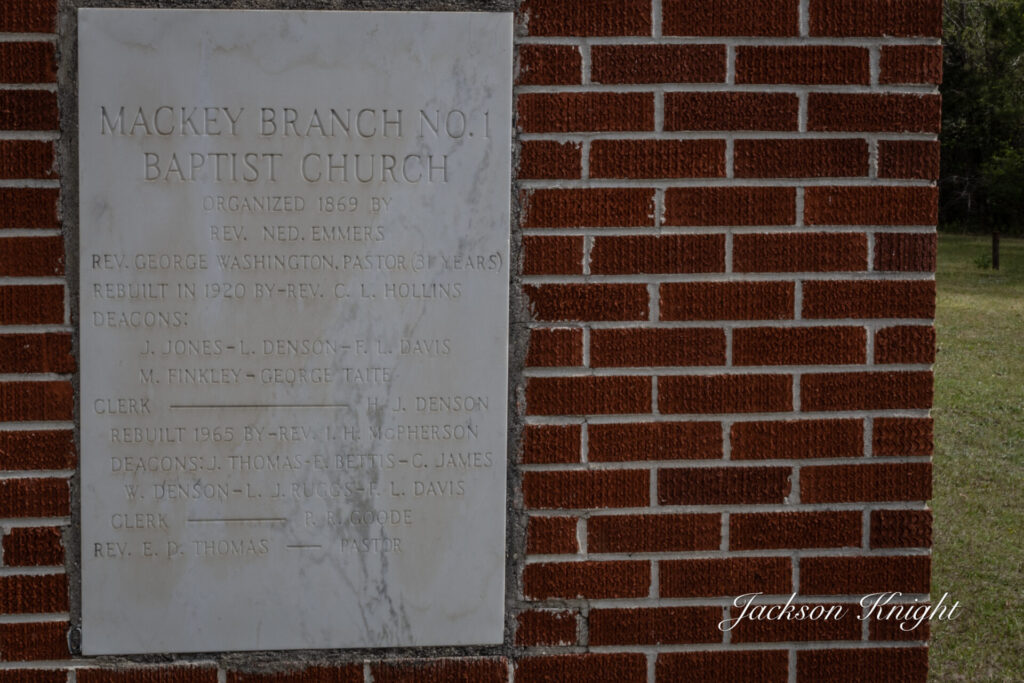 MACKEY BRANCH NO. 1
BAPTIST CHURCH
ORGANIZED 1869 BY
REV. NED. EMMERS
REV. GEORGE WASHINGTON. PASTOR (31 YEARS)
REBUILT IN 1920 BY-REV. C. L. HOLLINS
DEACONS:
J. JONES-L. DENSON-F. L. DAVIS
M. FINKLEY-GEORGE TAITE
CLERK — H. J. DENSON
REBUILT 1965 BY-REV. I. H. McPHERSON
DEACONS: J. THOMAS-E. BETTIS-C. JAMES
W. DENSON-L. J. RUGGS-F. L. DAVIS
CLERK — P. R. GOODE
REV. E. D. THOMAS — PASTOR
Jackson Knight